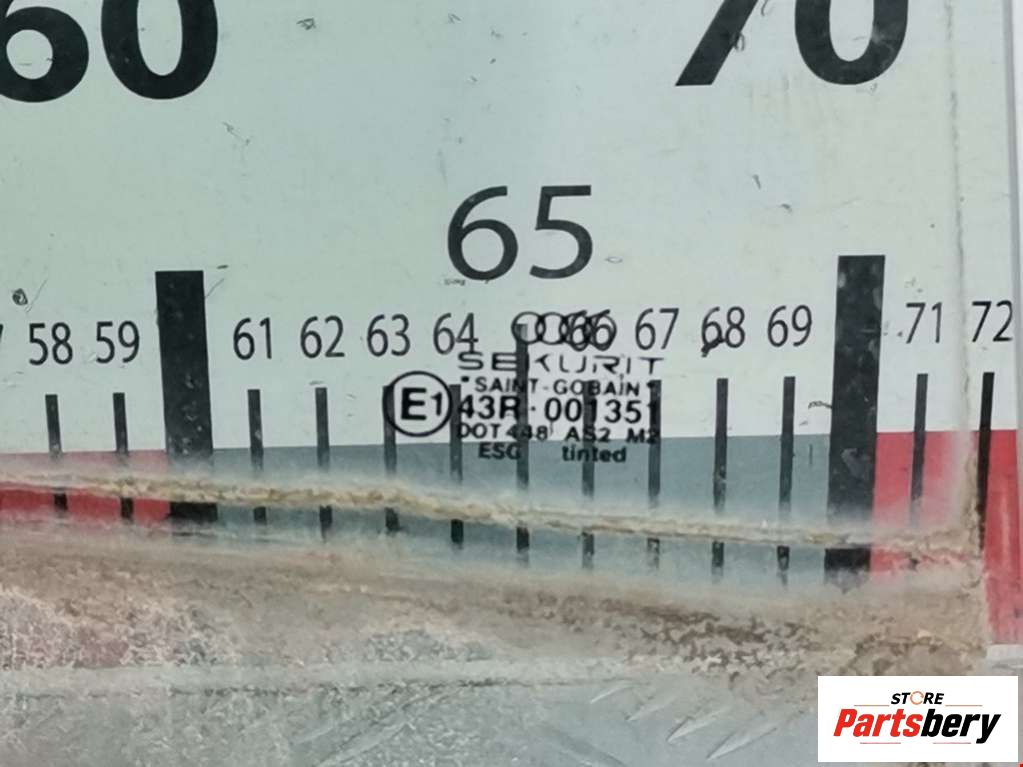 60 70
65
58 59 61 62 63 64 66 67 68 69 71 72
SEKURIT
"SAINT-GOBAIN"
E1 43R-001351
DOT 448 AS2 M2
ESG tinted
STORE
Partsbery